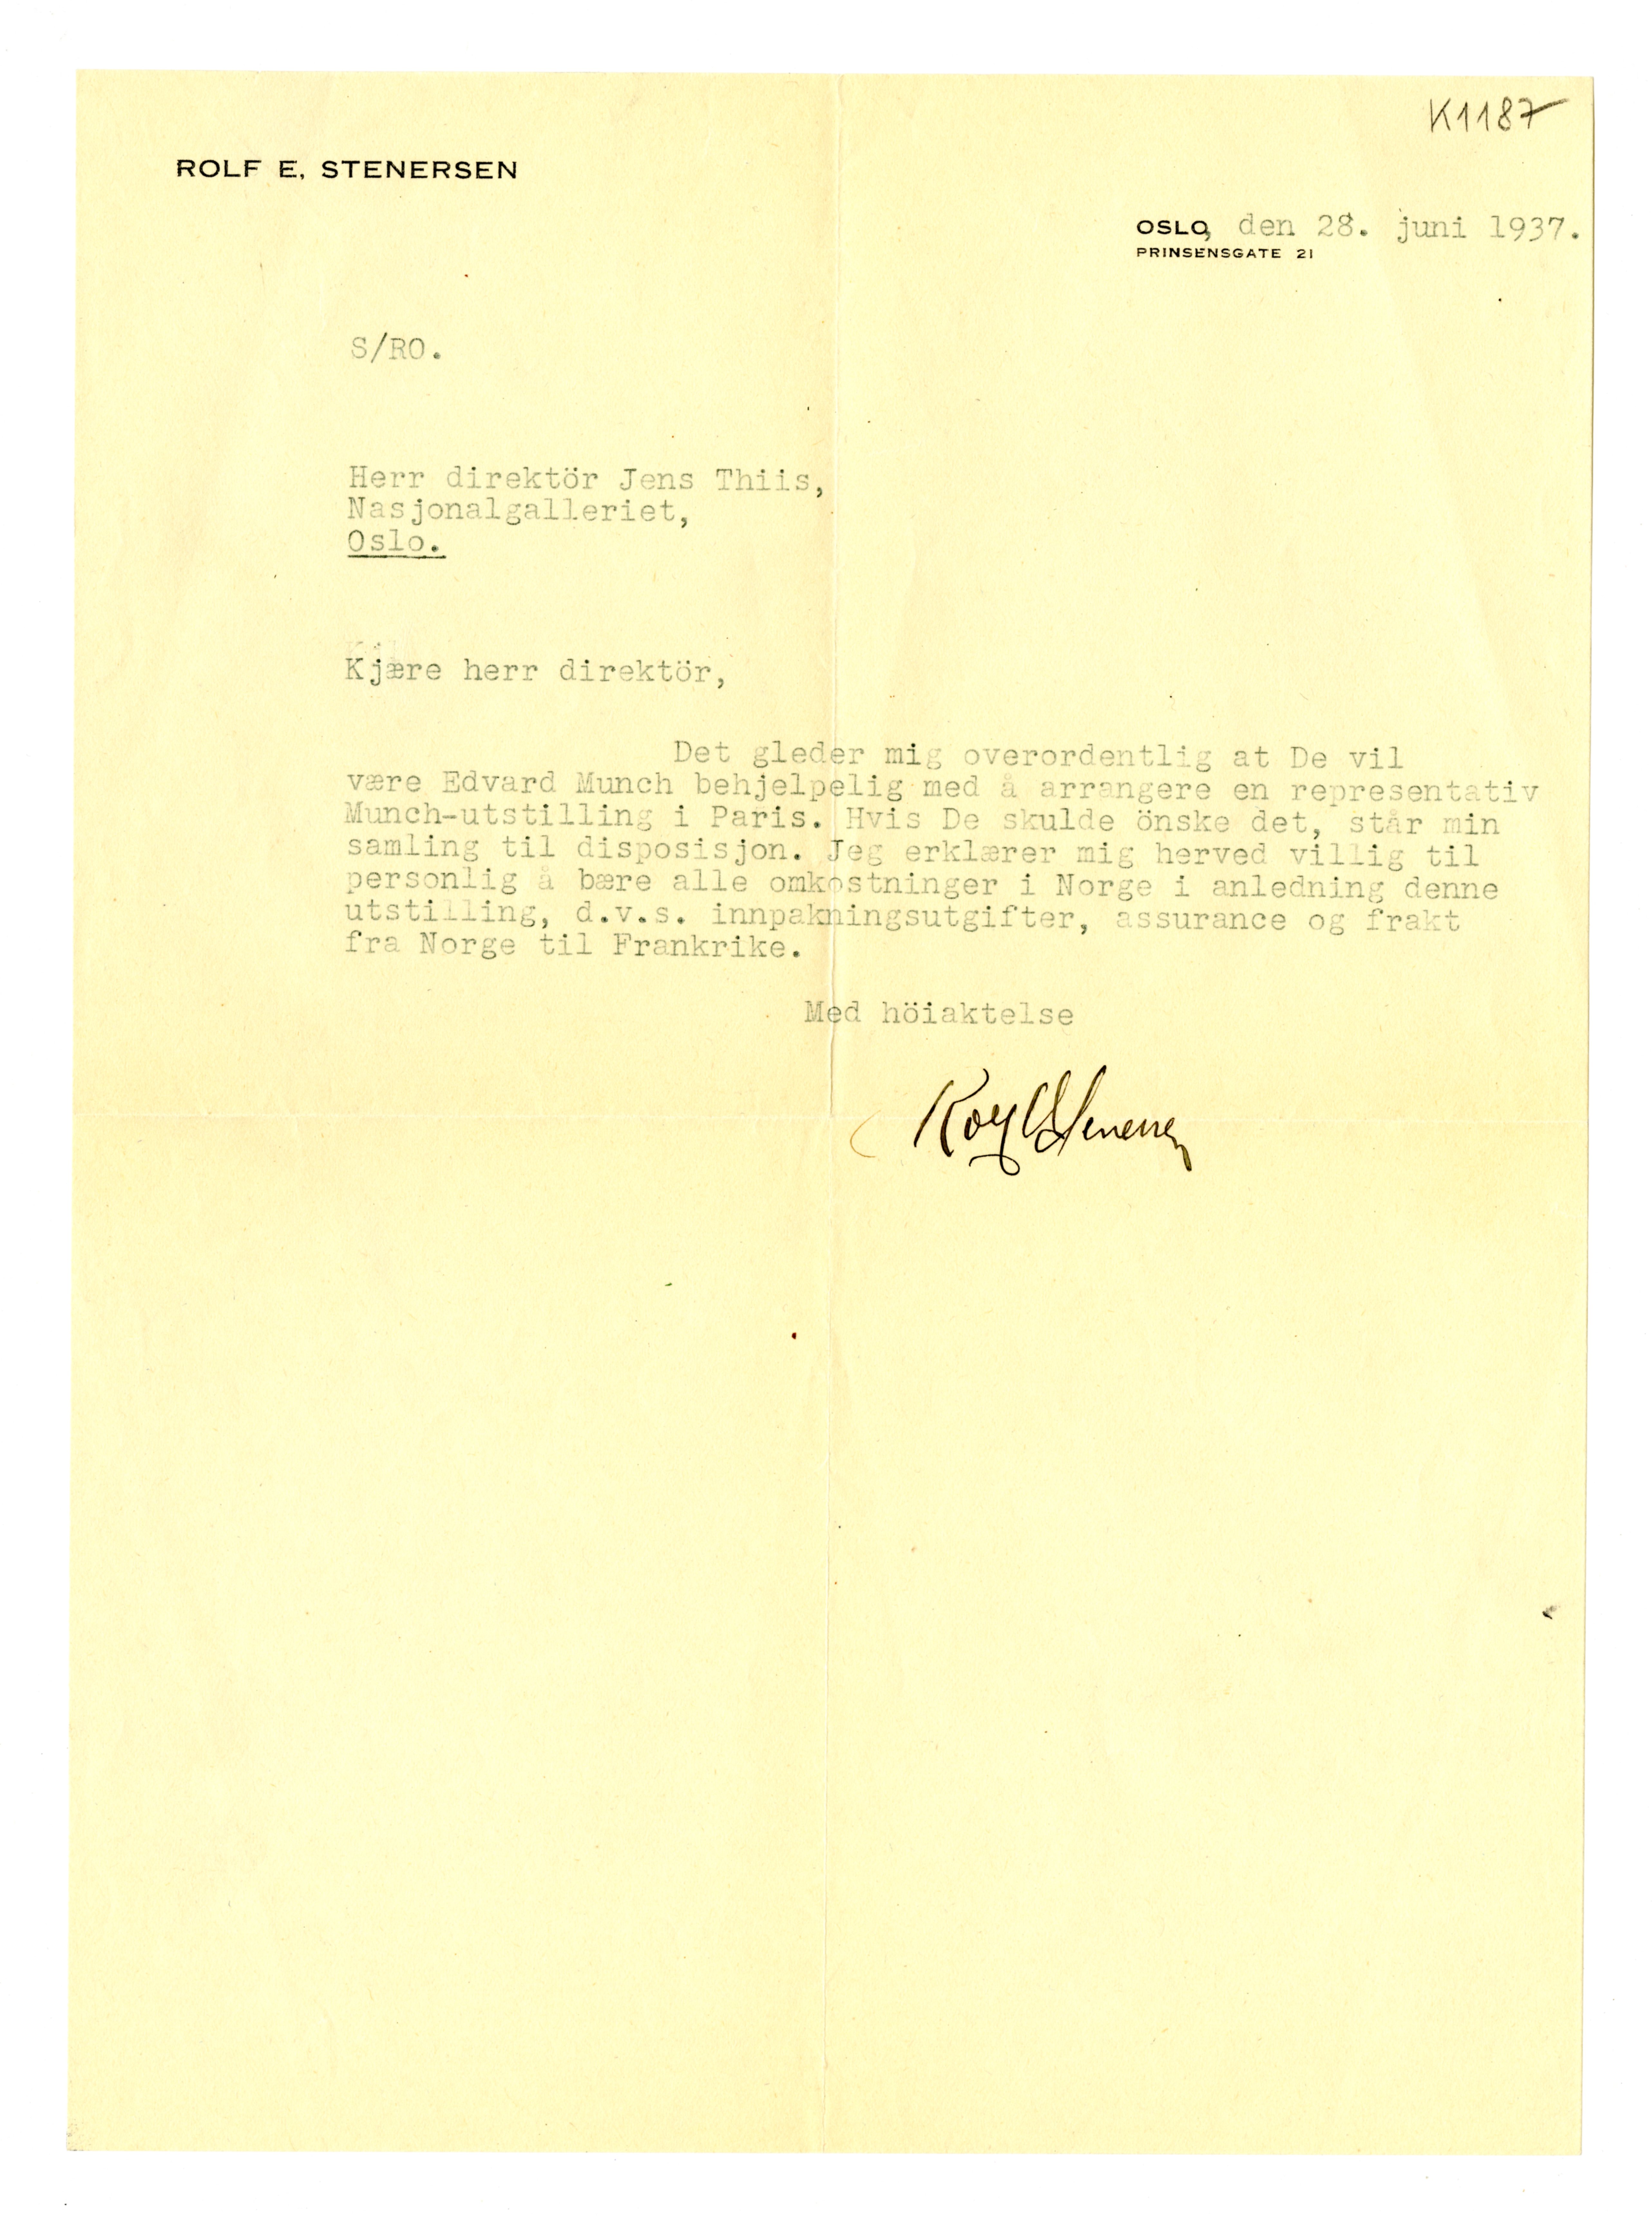 K1187
ROLF E. STENERSEN
OSLO, den 28. juni 1937.
PRINSENSGATE 21
S/RO.
Herr direktör Jens Thiis,
Nasjonalgalleriet,
Oslo.
Kjære herr direktör,
Det gleder mig overordentlig at De vil
være Edvard Munch behjelpelig med å arrangere en representativ
Munch-utstilling i Paris. Hvis De skulde önske det, står min
samling til disposisjon. Jeg erklærer mig herved villig til
personlig å bære alle omkostninger i Norge i anledning denne
utstilling, d.v.s. innpakningsutgifter, assurance og frakt
fra Norge til Frankrike.
Med höiaktelse
Rolf E Stenersen